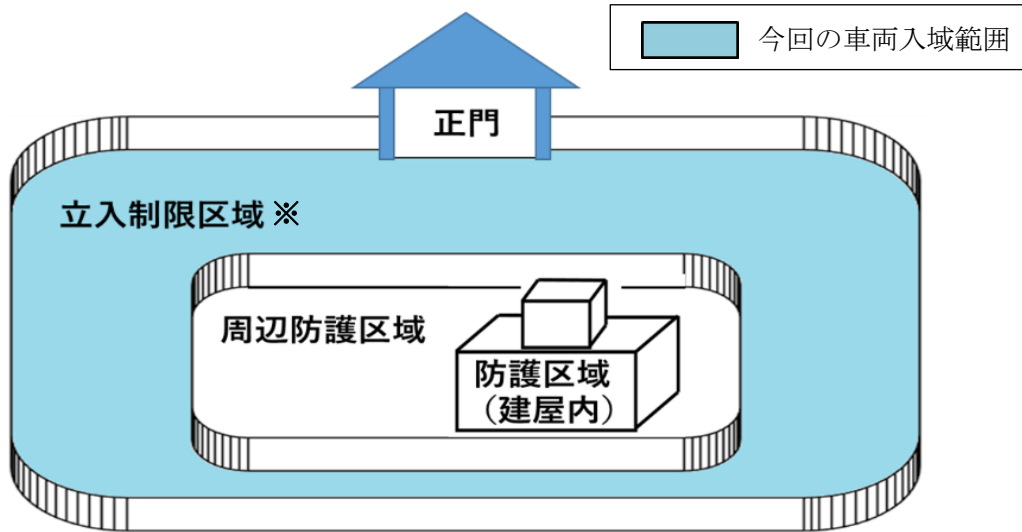 今回の車両入域範囲
正門
立入制限区域※
周辺防護区域
防護区域
（建屋内）